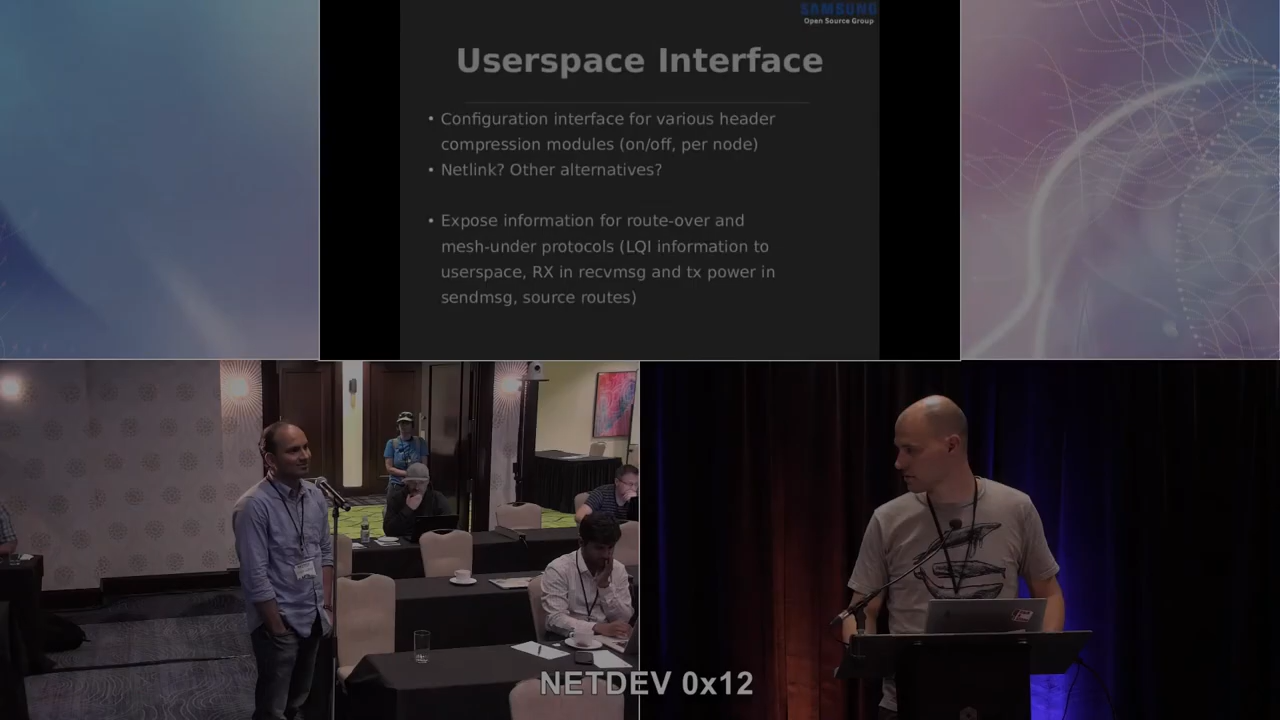 SAMSUNG
Open Source Group
Userspace Interface
• Configuration interface for various header
compression modules (on/off, per node)
• Netlink? Other alternatives?
• Expose information for route-over and
mesh-under protocols (LQI information to
userspace, RX in recvmsg and tx power in
sendmsg, source routes)
NETDEV 0x12